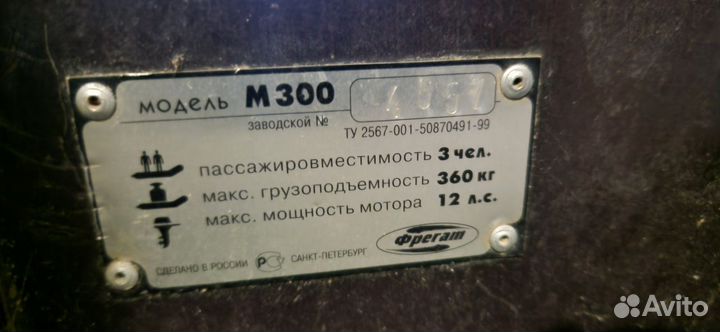 модель М300
заводской №
ТУ 2567-001-50870491-99
пассажировместимость 3 чел.
макс. грузоподъемность 360 кг
макс. мощность мотора 12 л.с.
Фрегат
СДЕЛАНО В РОССИИ РС САНКТ-ПЕТЕРБУРГ
Avito